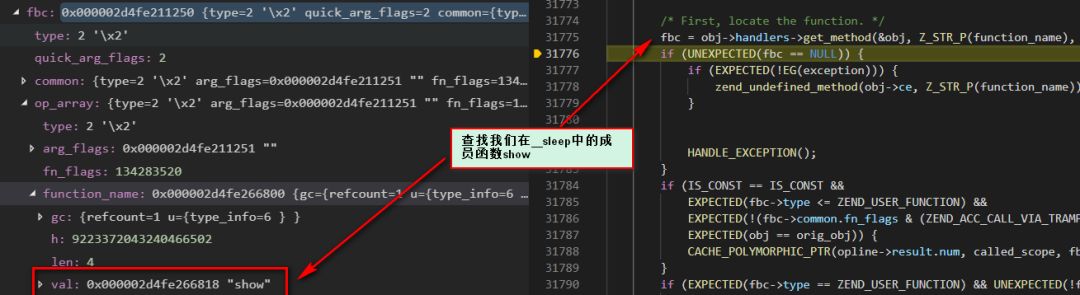 fbc: 0x000002d4fe211250 {type=2 '\x2' quick_arg_flags=2 common={typ…
type: 2 '\x2'
quick_arg_flags: 2
common: {type=2 '\x2' arg_flags=0x000002d4fe211251 "" fn_flags=134…
op_array: {type=2 '\x2' arg_flags=0x000002d4fe211251 "" fn_flags=1…
type: 2 '\x2'
arg_flags: 0x000002d4fe211251 ""
fn_flags: 134283520
function_name: 0x000002d4fe266800 {gc={refcount=1 u={type_info=6 …
gc: {refcount=1 u={type_info=6 } }
h: 9223372043240466502
len: 4
val: 0x000002d4fe266818 "show"
查找我们在__sleep中的成
员函数show
31773
31774 /* First, locate the function. */
31775 fbc = obj->handlers->get_method(&obj, Z_STR_P(function_name),
31776 if (UNEXPECTED(fbc == NULL)) {
31777 if (EXPECTED(!EG(exception))) {
31778 zend_undefined_method(obj->ce, Z_STR_P(function_name))
31779 }
31782 HANDLE_EXCEPTION();
31783 }
31784 if (IS_CONST == IS_CONST &&
31785 EXPECTED(fbc->type <= ZEND_USER_FUNCTION) &&
31786 EXPECTED(!(fbc->common.fn_flags & (ZEND_ACC_CALL_VIA_TRAMP
31787 EXPECTED(obj == orig_obj)) {
31788 CACHE_POLYMORPHIC_PTR(opline->result.num, called_scope, fb
31789 }
31790 if (EXPECTED(fbc->type == ZEND_USER_FUNCTION) && UNEXPECTED(!f